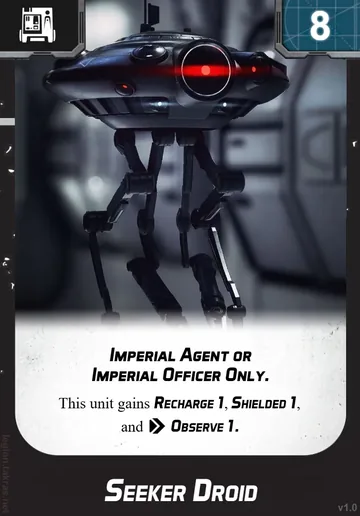 8
IMPERIAL AGENT OR
IMPERIAL OFFICER ONLY.
This unit gains RECHARGE 1, SHIELDED 1,
and OBSERVE 1.
SEEKER DROID
v1.0